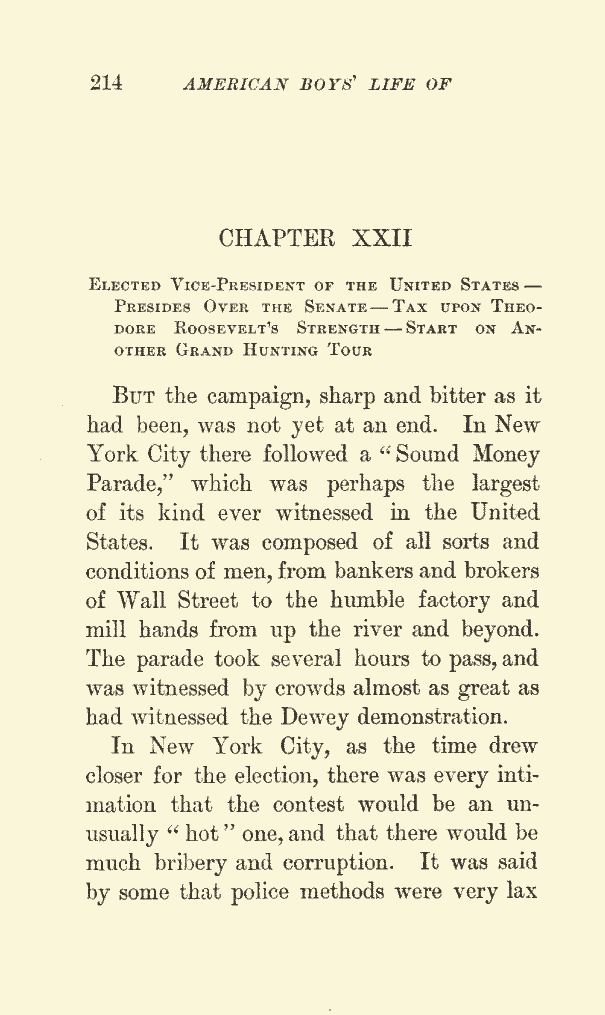 214 AMERICAN BOYS' LIFE OF
CHAPTER XXII
ELECTED VICE-PRESIDENT OF THE UNITED STATES —
PRESIDES OVER THE SENATE — TAX UPON THEO-
DORE ROOSEVELT'S STRENGTH — START ON AN-
OTHER GRAND HUNTING TOUR
BUT the campaign, sharp and bitter as it
had been, was not yet at an end. In New
York City there followed a "Sound Money
Parade," which was perhaps the largest
of its kind ever witnessed in the United
States. It was composed of all sorts and
conditions of men, from bankers and brokers
of Wall Street to the humble factory and
mill hands from up the river and beyond.
The parade took several hours to pass, and
was witnessed by crowds almost as great as
had witnessed the Dewey demonstration.
In New York City, as the time drew
closer for the election, there was every inti-
mation that the contest would be an un-
usually "hot" one, and that there would be
much bribery and corruption. It was said
by some that police methods were very lax